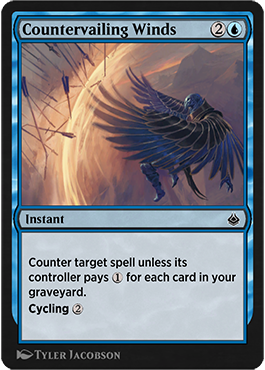 Countervailing Winds 2
Instant
Counter target spell unless its
controller pays 1 for each card in your
graveyard.
Cycling 2
TYLER JACOBSON